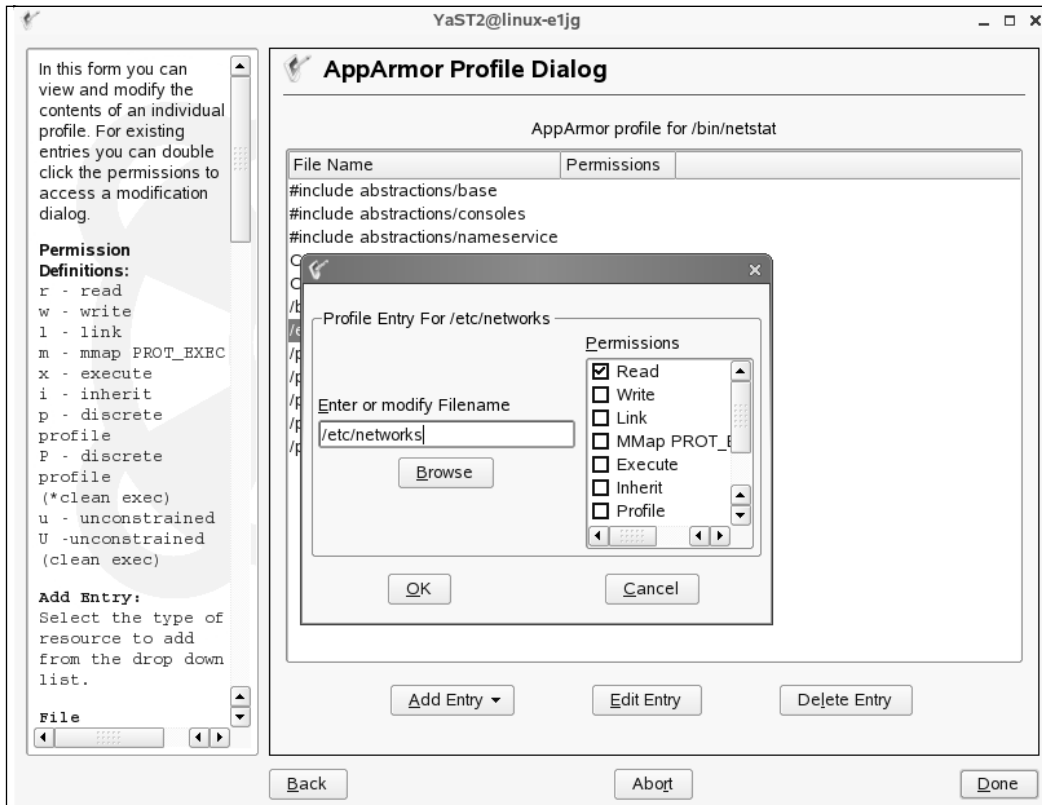 YaST2@linux-e1jg
In this form you can
view and modify the
contents of an individual
profile. For existing
entries you can double
click the permissions to
access a modification
dialog.
Permission
Definitions:
r - read
w - write
l - link
m - mmap PROT_EXEC
x - execute
i - inherit
p - discrete
profile
P - discrete
profile
(*clean exec)
u - unconstrained
U -unconstrained
(clean exec)
Add Entry:
Select the type of
resource to add
from the drop down
list.
File
AppArmor Profile Dialog
AppArmor profile for /bin/netstat
File Name Permissions
#include abstractions/base
#include abstractions/consoles
#include abstractions/nameservice
Profile Entry For /etc/networks
Enter or modify Filename
/etc/networks
Browse
Permissions
Read
Write
Link
MMap PROT_E
Execute
Inherit
Profile
OK Cancel
Add Entry Edit Entry Delete Entry
Back Abort Done